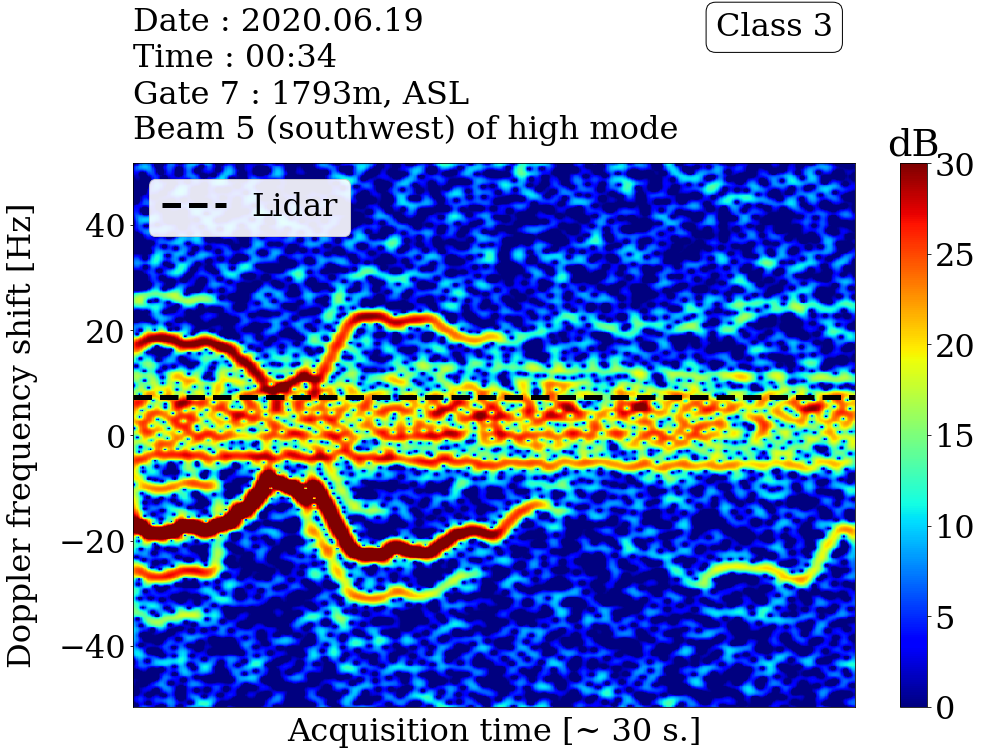 Date : 2020.06.19
Time : 00:34
Gate 7 : 1793m, ASL
Beam 5 (southwest) of high mode
Class 3
dB
Lidar
Doppler frequency shift [Hz]
40
20
0
−20
−40
30
25
20
15
10
5
0
Acquisition time [~ 30 s.]